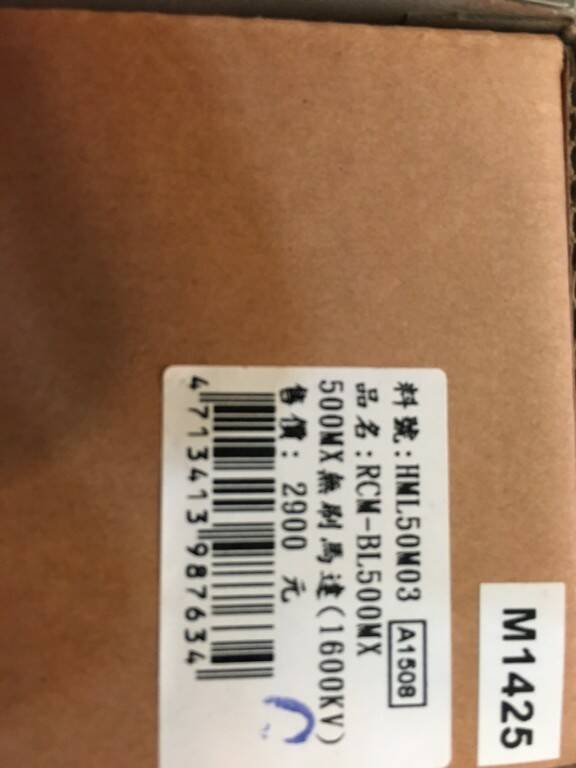 M1425
料號:HML50M03 A1508
品名:RCM-BL500MX
500MX無刷馬達(1600KV)
售價: 2900 元
4713413987634